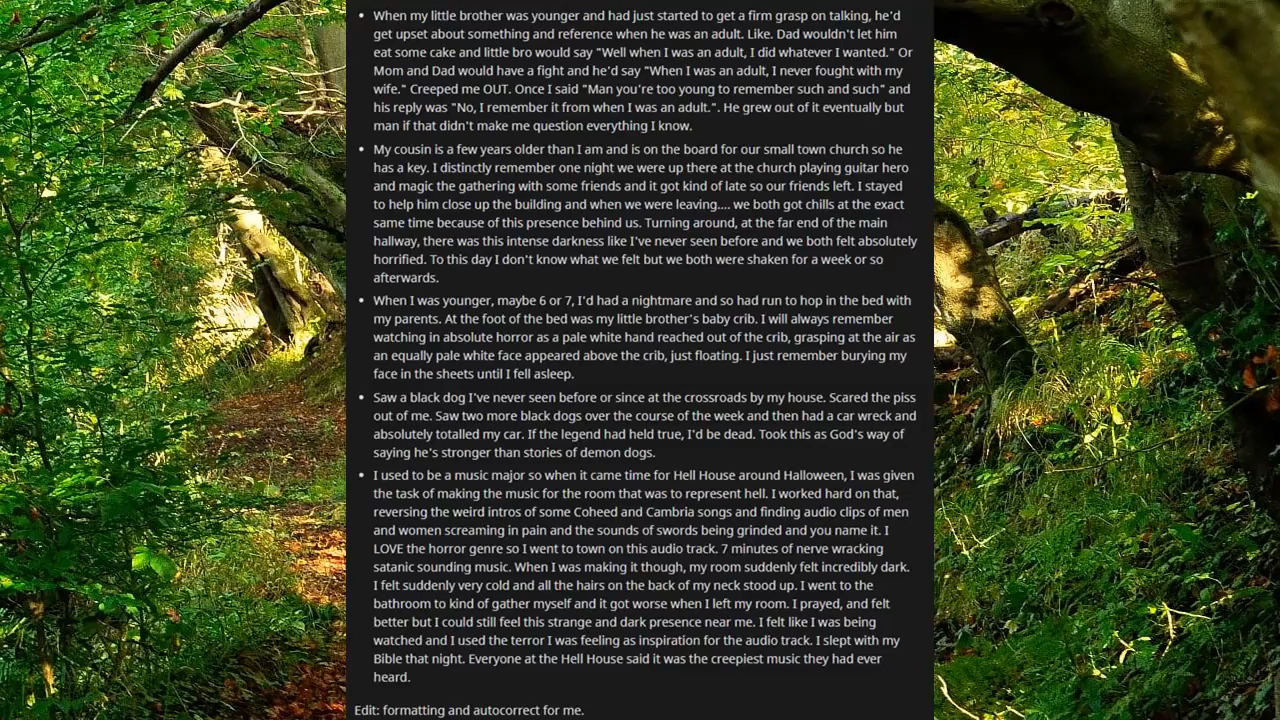 • When my little brother was younger and had just started to get a firm grasp on talking, he'd
get upset about something and reference when he was an adult. Like. Dad wouldn't let him
eat some cake and little bro would say "Well when I was an adult, I did whatever I wanted." Or
Mom and Dad would have a fight and he'd say "When I was an adult, I never fought with my
wife." Creeped me OUT. Once I said "Man you're too young to remember such and such" and
his reply was "No, I remember it from when I was an adult.". He grew out of it eventually but
man if that didn't make me question everything I know.
• My cousin is a few years older than I am and is on the board for our small town church so he
has a key. I distinctly remember one night we were up there at the church playing guitar hero
and magic the gathering with some friends and it got kind of late so our friends left. I stayed
to help him close up the building and when we were leaving.... we both got chills at the exact
same time because of this presence behind us. Turning around, at the far end of the main
hallway, there was this intense darkness like I've never seen before and we both felt absolutely
horrified. To this day I don't know what we felt but we both were shaken for a week or so
afterwards.
• When I was younger, maybe 6 or 7, I'd had a nightmare and so had run to hop in the bed with
my parents. At the foot of the bed was my little brother's baby crib. I will always remember
watching in absolute horror as a pale white hand reached out of the crib, grasping at the air as
an equally pale white face appeared above the crib, just floating. I just remember burying my
face in the sheets until I fell asleep.
• Saw a black dog I've never seen before or since at the crossroads by my house. Scared the piss
out of me. Saw two more black dogs over the course of the week and then had a car wreck and
absolutely totalled my car. If the legend had held true, I'd be dead. Took this as God's way of
saying he's stronger than stories of demon dogs.
• I used to be a music major so when it came time for Hell House around Halloween, I was given
the task of making the music for the room that was to represent hell. I worked hard on that,
reversing the weird intros of some Coheed and Cambria songs and finding audio clips of men
and women screaming in pain and the sounds of swords being grinded and you name it. I
LOVE the horror genre so I went to town on this audio track. 7 minutes of nerve wracking
satanic sounding music. When I was making it though, my room suddenly felt incredibly dark.
I felt suddenly very cold and all the hairs on the back of my neck stood up. I went to the
bathroom to kind of gather myself and it got worse when I left my room. I prayed, and felt
better but I could still feel this strange and dark presence near me. I felt like I was being
watched and I used the terror I was feeling as inspiration for the audio track. I slept with my
Bible that night. Everyone at the Hell House said it was the creepiest music they had ever
heard.
Edit: formatting and autocorrect for me.